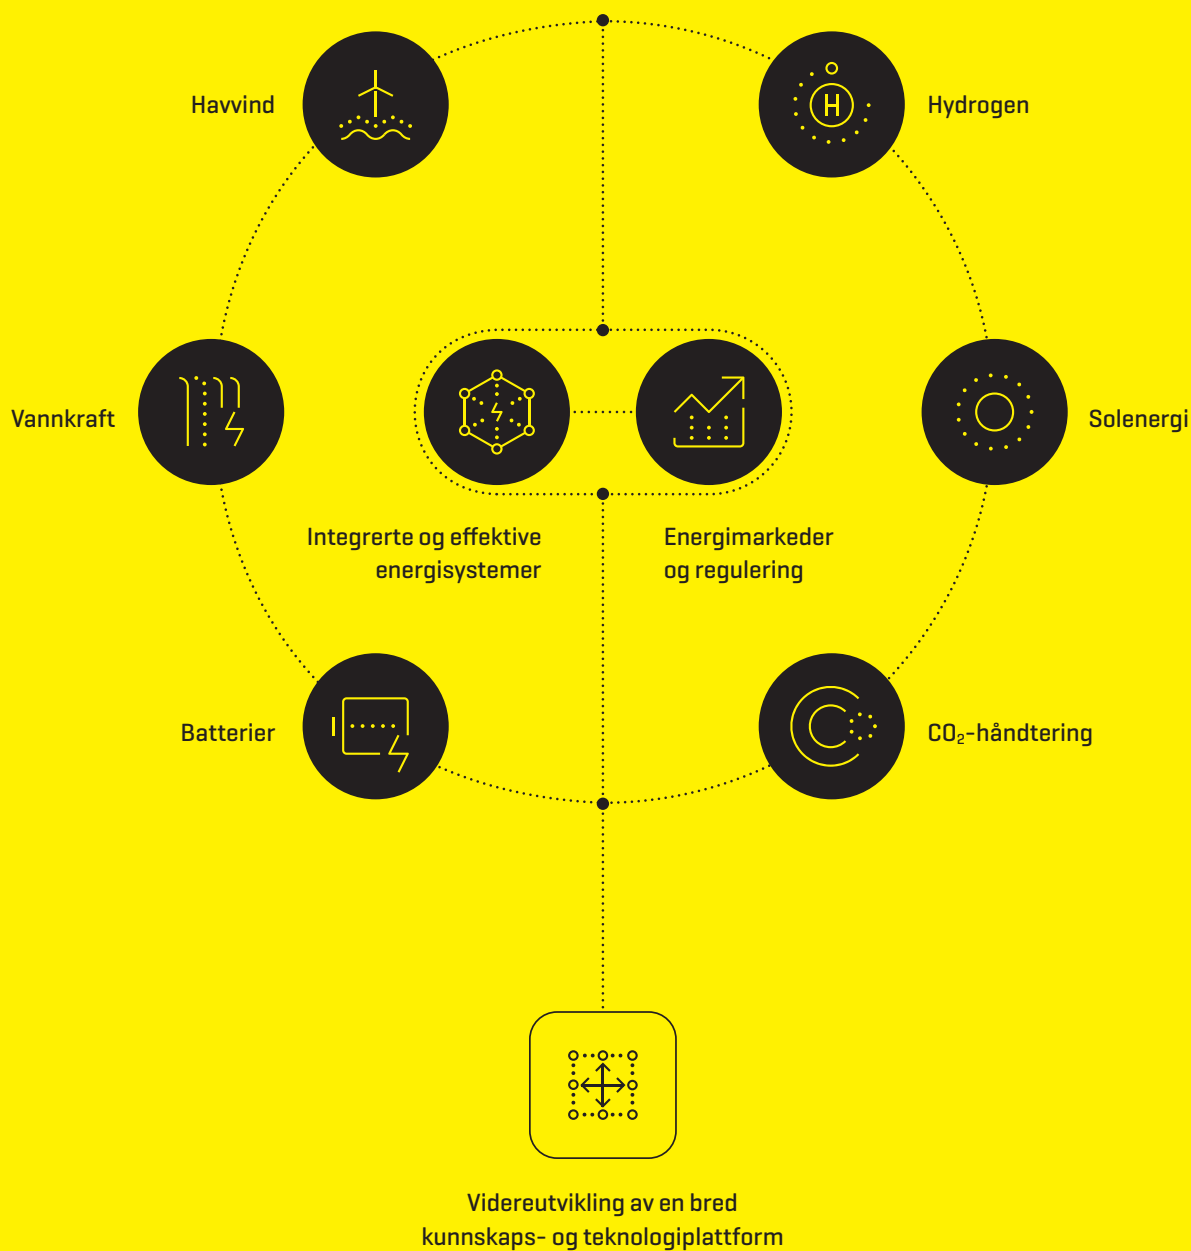 Havvind
Hydrogen
H
Vannkraft
Solenergi
Integrerte og effektive
energisystemer
Energimarkeder
og regulering
Batterier
CO₂-håndtering
Videreutvikling av en bred
kunnskaps- og teknologiplattform